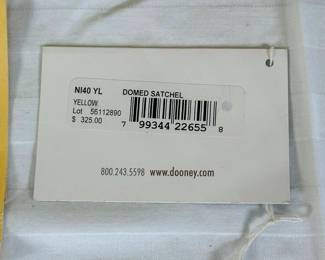 NI40 YL DOMED SATCHEL
YELLOW
Lot 55112890
$ 325.00
7 99344 22655 8
800.243.5598 www.dooney.com